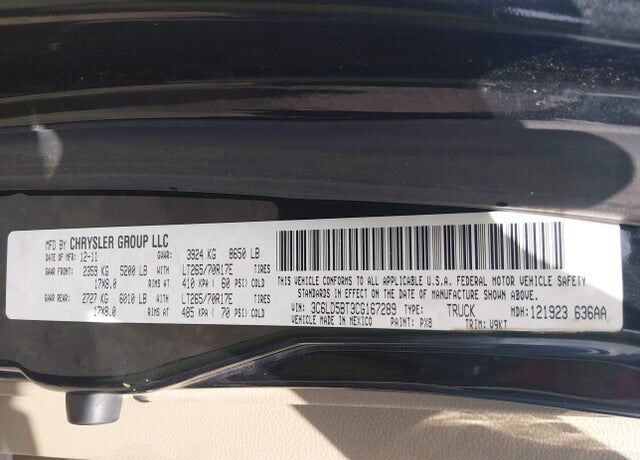 MFD BY CHRYSLER GROUP LLC
DATE OF MFR: 12-11 GVWR: 3924 KG 8650 LB
GAWR FRONT: 2359 KG 5200 LB WITH LT265/70R17E TIRES
17X8.0 RIMS AT 410 KPA ( 60 PSI) COLD
GAWR REAR: 2727 KG 6010 LB WITH LT265/70R17E TIRES
17X8.0 RIMS AT 485 KPA ( 70 PSI) COLD
THIS VEHICLE CONFORMS TO ALL APPLICABLE U.S.A. FEDERAL MOTOR VEHICLE SAFETY
STANDARDS IN EFFECT ON THE DATE OF MANUFACTURE SHOWN ABOVE.
VIN: 3C6LD5BT3CG167289 TYPE: TRUCK MDH: 121923 636AA
VEHICLE MADE IN MEXICO PAINT: PX8 TRIM: W9KT